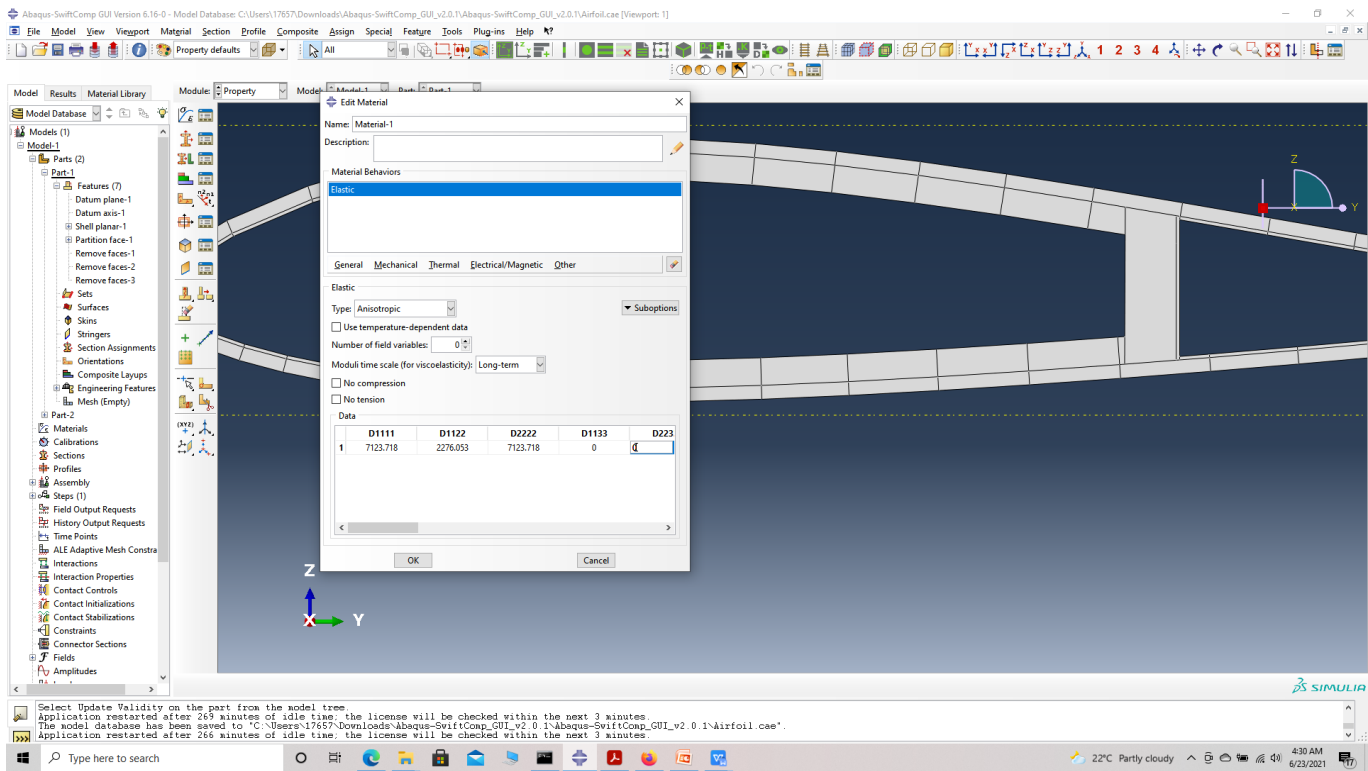 Abaqus-SwiftComp GUI Version 6.16-0 - Model Database: C:\Users\17657\Downloads\Abaqus-SwiftComp_GUI_v2.0.1\Abaqus-SwiftComp_GUI_v2.0.1\Airfoil.cae [Viewport: 1]
File Model View Viewport Material Section Profile Composite Assign Special Feature Tools Plug-ins Help
Property defaults All 1 2 3 4
Model Results Material Library Module: Property Model: Model-1 Part: Part-1
Model Database
Models (1)
Model-1
Parts (2)
Part-1
Features (7)
Datum plane-1
Datum axis-1
Shell planar-1
Partition face-1
Remove faces-1
Remove faces-2
Remove faces-3
Sets
Surfaces
Skins
Stringers
Section Assignments
Orientations
Composite Layups
Engineering Features
Mesh (Empty)
Part-2
Materials
Calibrations
Sections
Profiles
Assembly
Steps (1)
Field Output Requests
History Output Requests
Time Points
ALE Adaptive Mesh Constra
Interactions
Interaction Properties
Contact Controls
Contact Initializations
Contact Stabilizations
Constraints
Connector Sections
Fields
Amplitudes
Edit Material
Name: Material-1
Description:
Material Behaviors
Elastic
General Mechanical Thermal Electrical/Magnetic Other
Elastic
Type: Anisotropic Suboptions
Use temperature-dependent data
Number of field variables: 0
Moduli time scale (for viscoelasticity): Long-term
No compression
No tension
Data
D1111 D1122 D2222 D1133 D223
1 7123.718 2276.053 7123.718 0 0
OK Cancel
Z
X Y
Z
X Y
SIMULIA
Select Update Validity on the part from the model tree.
Application restarted after 269 minutes of idle time; the license will be checked within the next 3 minutes.
The model database has been saved to "C:\Users\17657\Downloads\Abaqus-SwiftComp_GUI_v2.0.1\Abaqus-SwiftComp_GUI_v2.0.1\Airfoil.cae".
Application restarted after 266 minutes of idle time; the license will be checked within the next 3 minutes.
Type here to search
22°C Partly cloudy
4:30 AM
6/23/2021
17